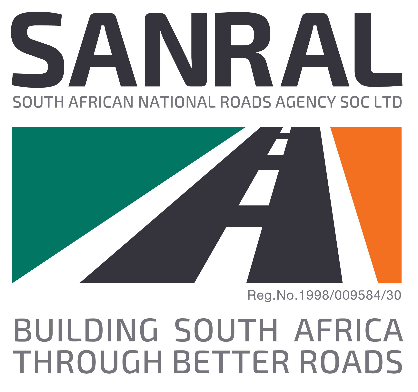 SANRAL
SOUTH AFRICAN NATIONAL ROADS AGENCY SOC LTD
Reg.No.1998/009584/30
BUILDING SOUTH AFRICA
THROUGH BETTER ROADS